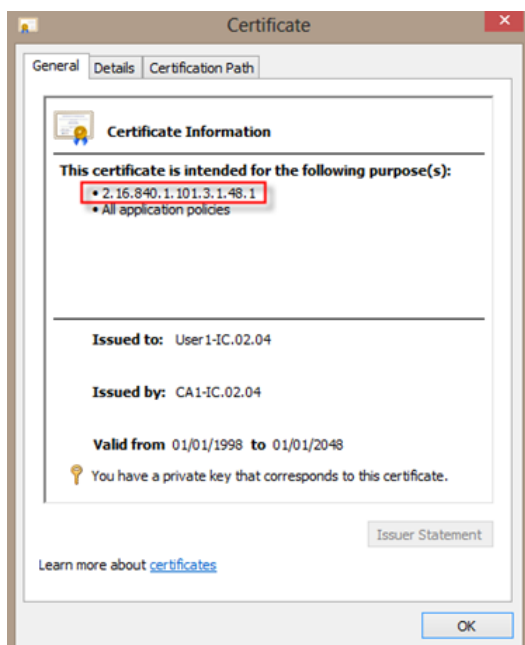 Certificate
General Details Certification Path
Certificate Information
This certificate is intended for the following purpose(s):
• 2.16.840.1.101.3.1.48.1
• All application policies
Issued to: User1-IC.02.04
Issued by: CA1-IC.02.04
Valid from 01/01/1998 to 01/01/2048
You have a private key that corresponds to this certificate.
Issuer Statement
Learn more about certificates
OK